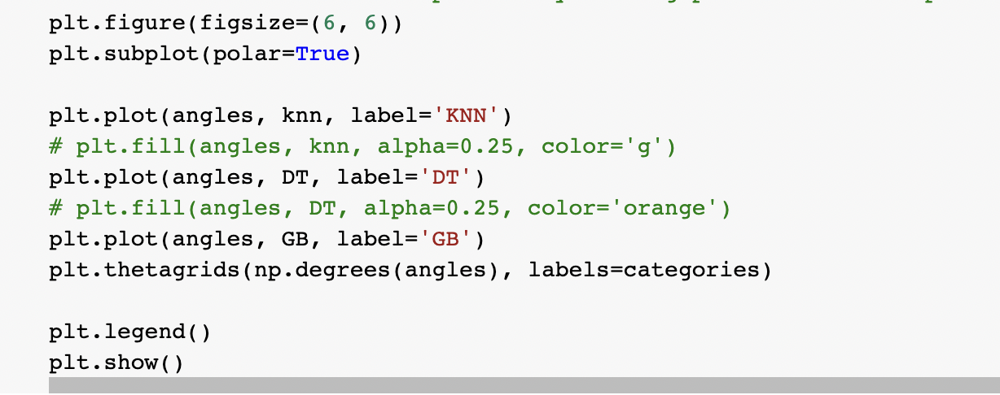 plt.figure(figsize=(6, 6))
plt.subplot(polar=True)
plt.plot(angles, knn, label='KNN')
# plt.fill(angles, knn, alpha=0.25, color='g')
plt.plot(angles, DT, label='DT')
# plt.fill(angles, DT, alpha=0.25, color='orange')
plt.plot(angles, GB, label='GB')
plt.thetagrids(np.degrees(angles), labels=categories)
plt.legend()
plt.show()